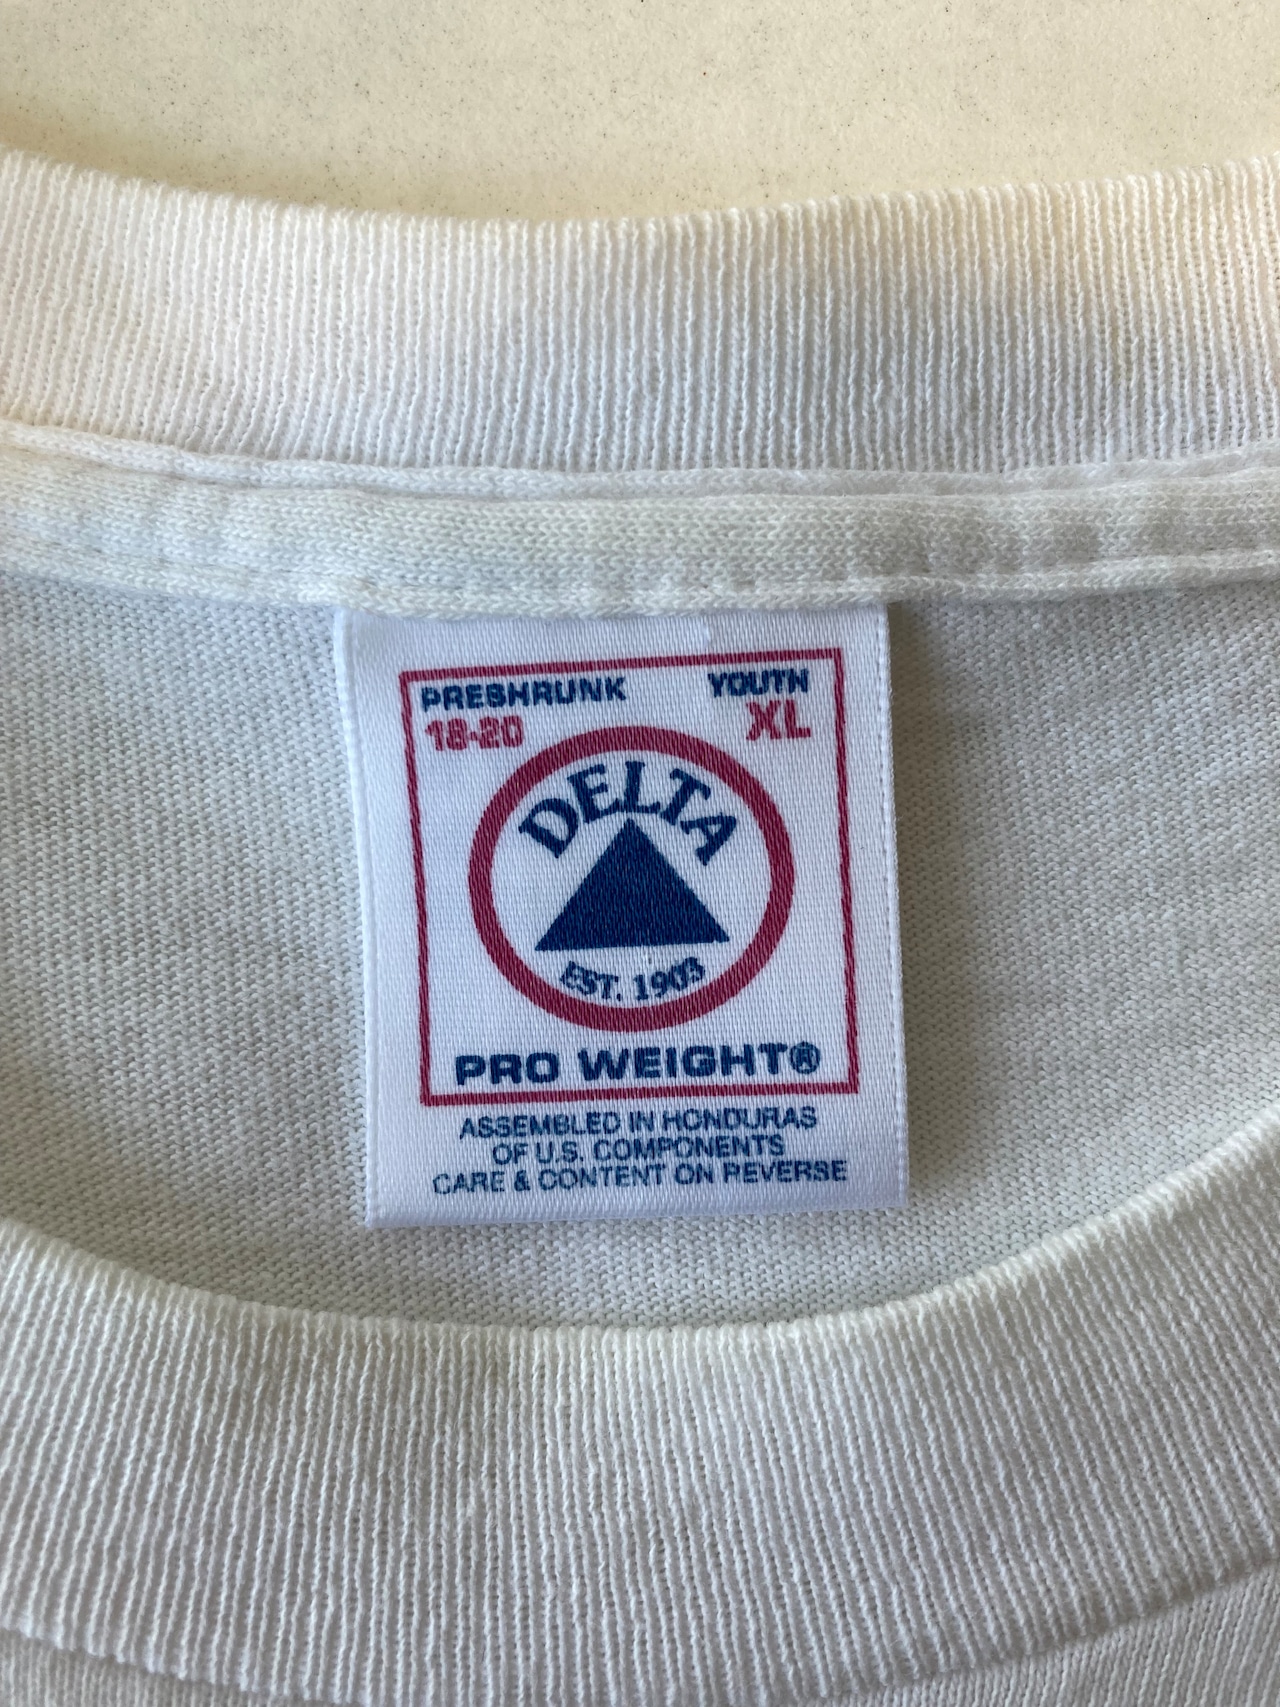 PRESHRUNK YOUTH
18-20 XL
DELTA
EST. 1903
PRO WEIGHT®
ASSEMBLED IN HONDURAS
OF U.S. COMPONENTS
CARE & CONTENT ON REVERSE